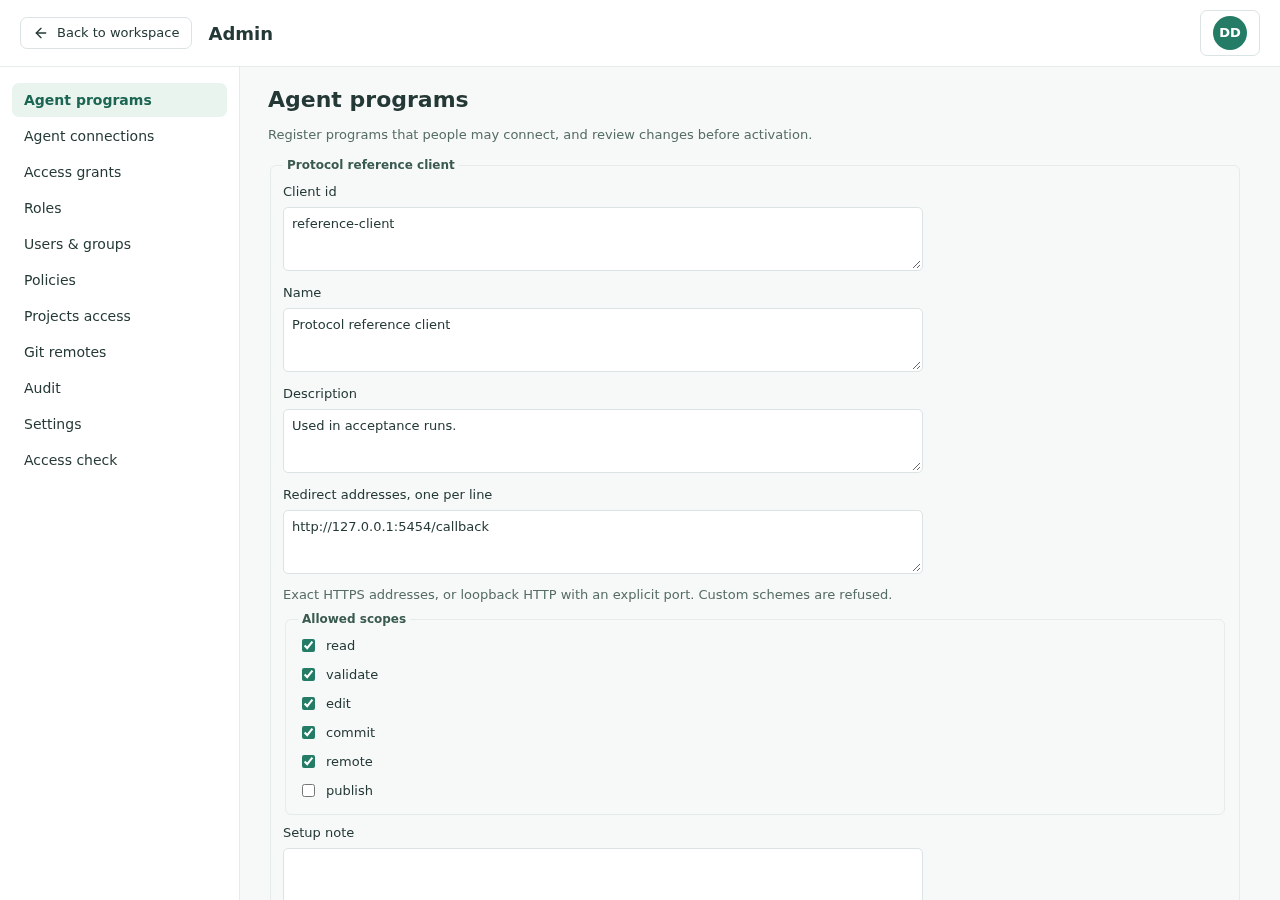 Back to workspace
Admin
DD
Agent programs
Agent connections
Access grants
Roles
Users & groups
Policies
Projects access
Git remotes
Audit
Settings
Access check
Agent programs
Register programs that people may connect, and review changes before activation.
Protocol reference client
Client id
reference-client
Name
Protocol reference client
Description
Used in acceptance runs.
Redirect addresses, one per line
http://127.0.0.1:5454/callback
Exact HTTPS addresses, or loopback HTTP with an explicit port. Custom schemes are refused.
Allowed scopes
read
validate
edit
commit
remote
publish
Setup note